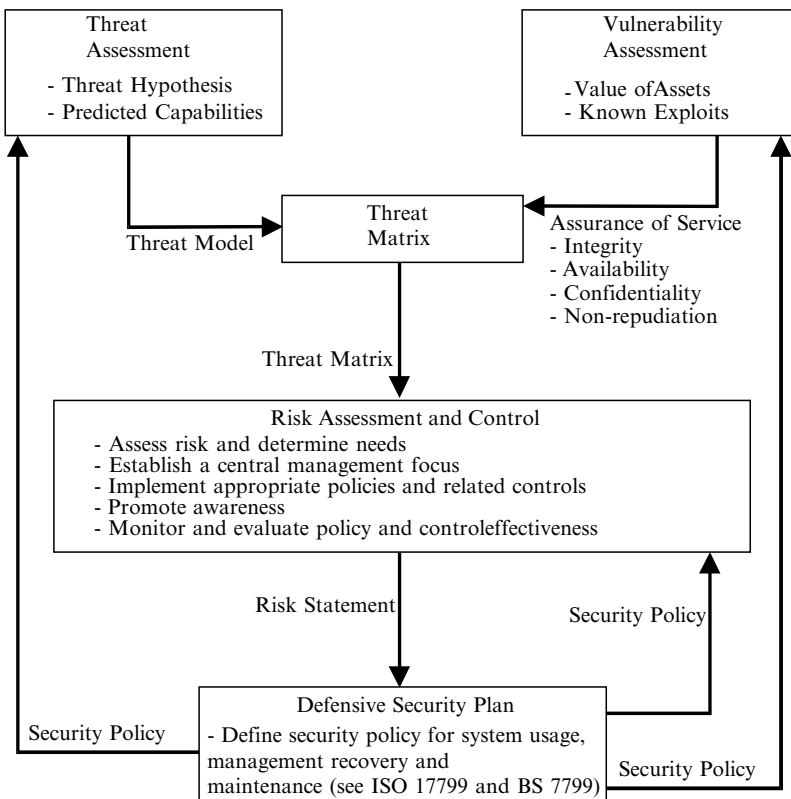 Threat
Assessment
- Threat Hypothesis
- Predicted Capabilities
Vulnerability
Assessment
-Value ofAssets
- Known Exploits
Threat
Matrix
Threat Model
Assurance of Service
- Integrity
- Availability
- Confidentiality
- Non-repudiation
Threat Matrix
Risk Assessment and Control
- Assess risk and determine needs
- Establish a central management focus
- Implement appropriate policies and related controls
- Promote awareness
- Monitor and evaluate policy and controleffectiveness
Risk Statement
Security Policy
Defensive Security Plan
- Define security policy for system usage,
management recovery and
maintenance (see ISO 17799 and BS 7799)
Security Policy
Security Policy